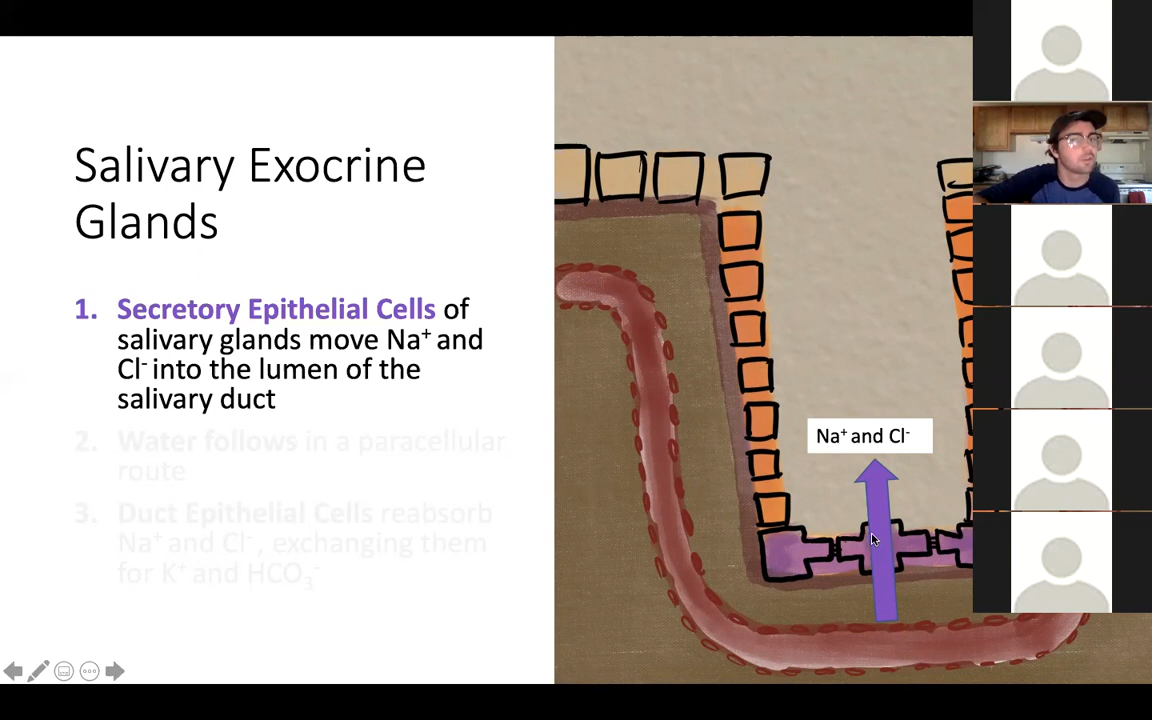 Salivary Exocrine
Glands
1. Secretory Epithelial Cells of
salivary glands move Na⁺ and
Cl⁻ into the lumen of the
salivary duct
2. Water follows in a paracellular
route
3. Duct Epithelial Cells reabsorb
Na⁺ and Cl⁻, exchanging them
for K⁺ and HCO₃⁻
Na⁺ and Cl⁻